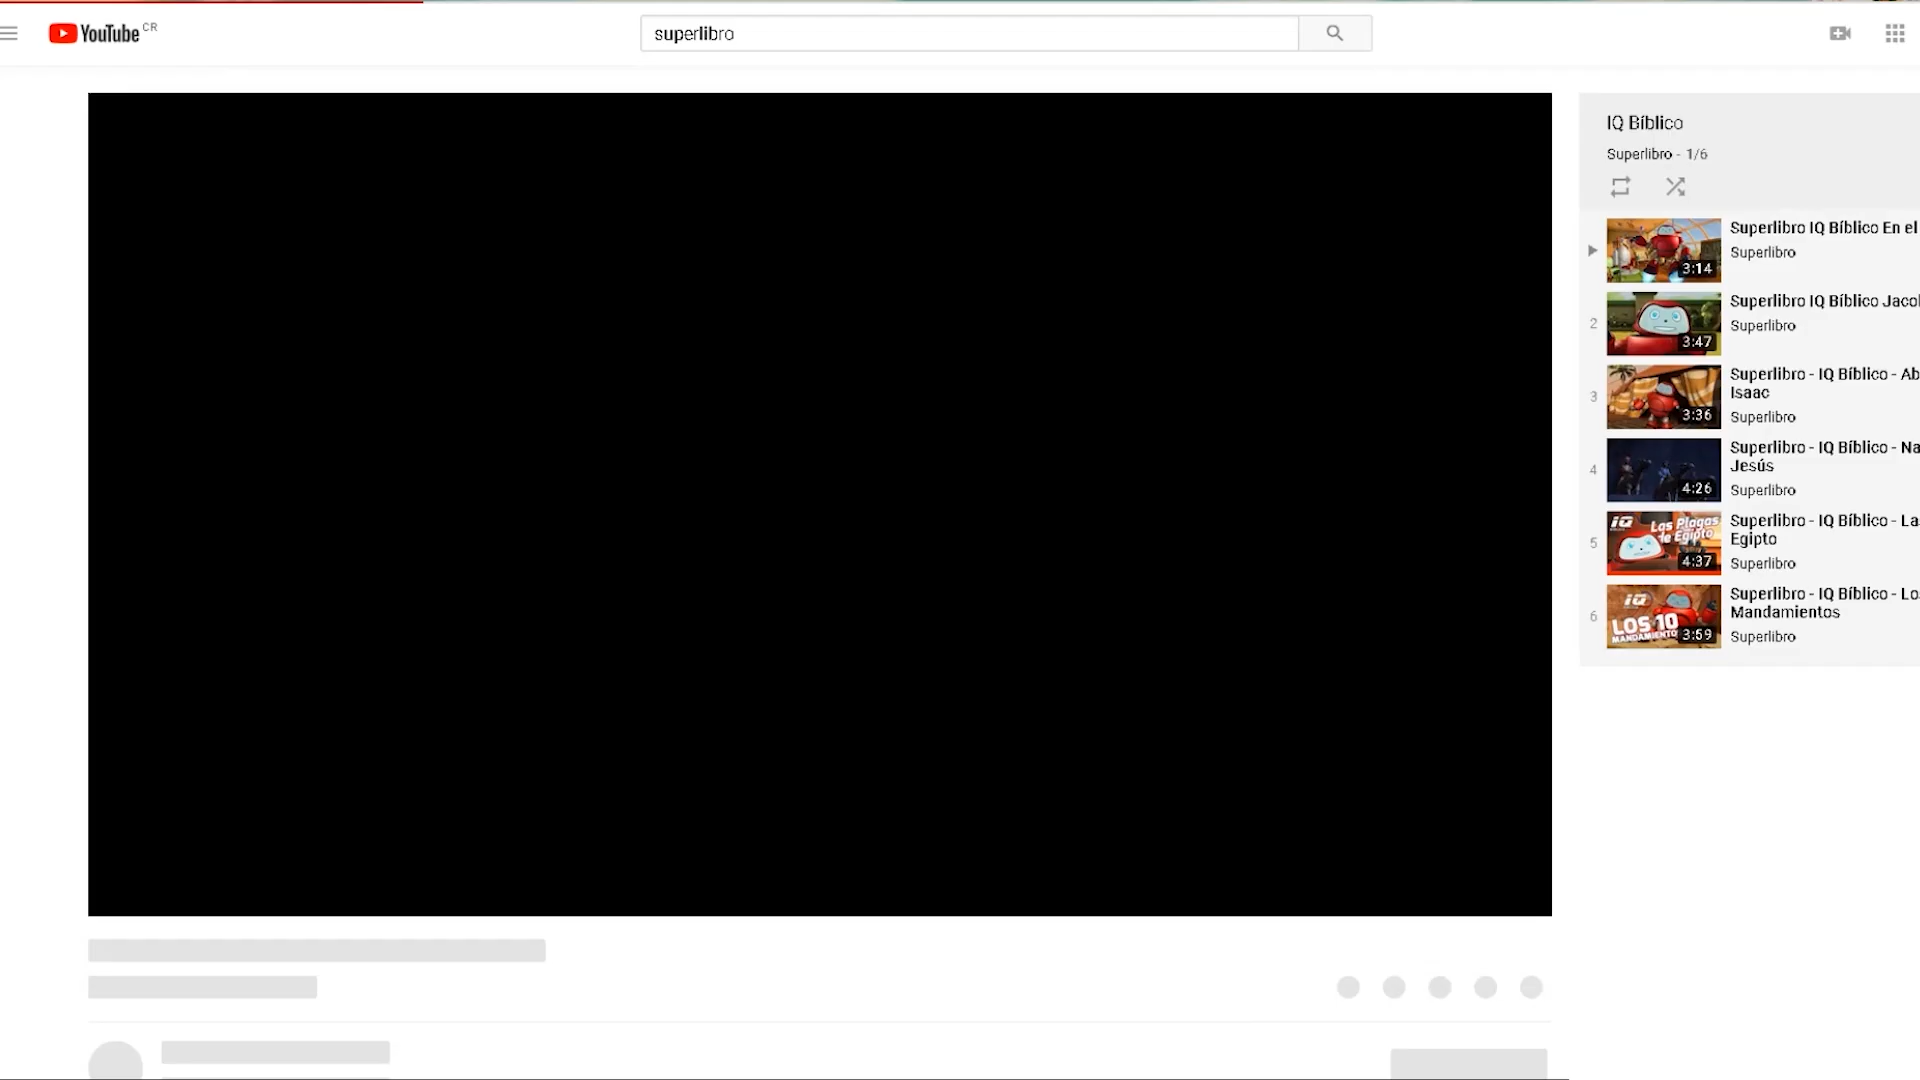 YouTube CR
superlibro
IQ Bíblico
Superlibro - 1/6
Superlibro IQ Bíblico En el
Superlibro
3:14
2
Superlibro IQ Bíblico Jacob
Superlibro
3:47
3
Superlibro - IQ Bíblico - Ab
Isaac
Superlibro
3:36
4
Superlibro - IQ Bíblico - Na
Jesús
Superlibro
4:26
5
iQ
Las Plagas
de Egipto
4:37
Superlibro - IQ Bíblico - Las
Egipto
Superlibro
6
iQ
LOS 10
MANDAMIENTO
3:59
Superlibro - IQ Bíblico - Los
Mandamientos
Superlibro